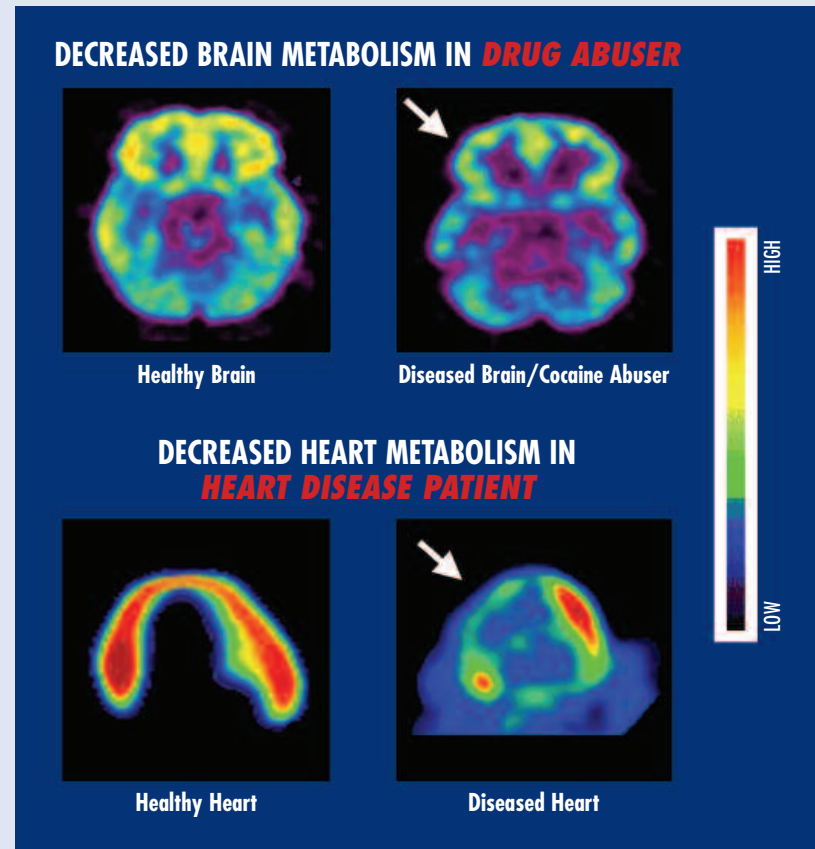 DECREASED BRAIN METABOLISM IN DRUG ABUSER
Healthy Brain
Diseased Brain/Cocaine Abuser
DECREASED HEART METABOLISM IN
HEART DISEASE PATIENT
Healthy Heart
Diseased Heart
HIGH
LOW